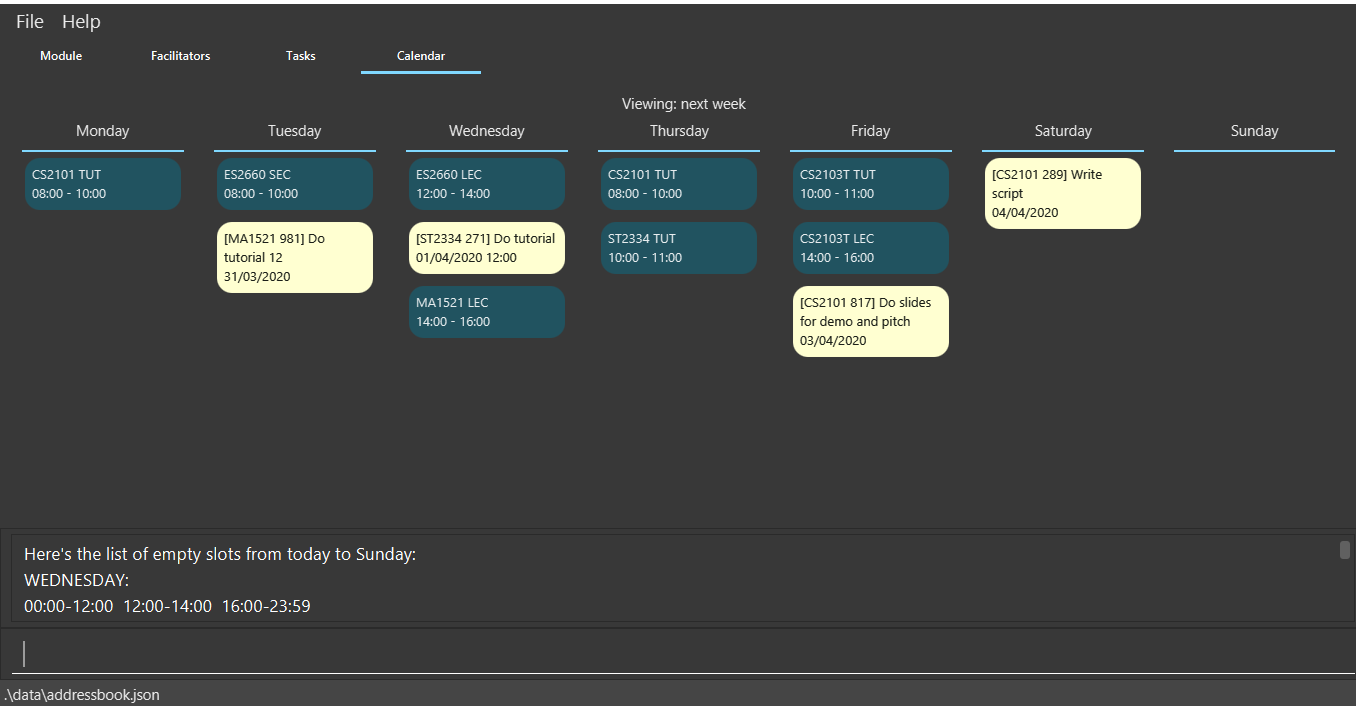 File Help
Module Facilitators Tasks Calendar
Viewing: next week
Monday Tuesday Wednesday Thursday Friday Saturday Sunday
CS2101 TUT
08:00 - 10:00
ES2660 SEC
08:00 - 10:00
[MA1521 981] Do
tutorial 12
31/03/2020
ES2660 LEC
12:00 - 14:00
[ST2334 271] Do tutorial
01/04/2020 12:00
MA1521 LEC
14:00 - 16:00
CS2101 TUT
08:00 - 10:00
ST2334 TUT
10:00 - 11:00
CS2103T TUT
10:00 - 11:00
CS2103T LEC
14:00 - 16:00
[CS2101 817] Do slides
for demo and pitch
03/04/2020
[CS2101 289] Write
script
04/04/2020
Here's the list of empty slots from today to Sunday:
WEDNESDAY:
00:00-12:00 12:00-14:00 16:00-23:59
.\data\addressbook.json